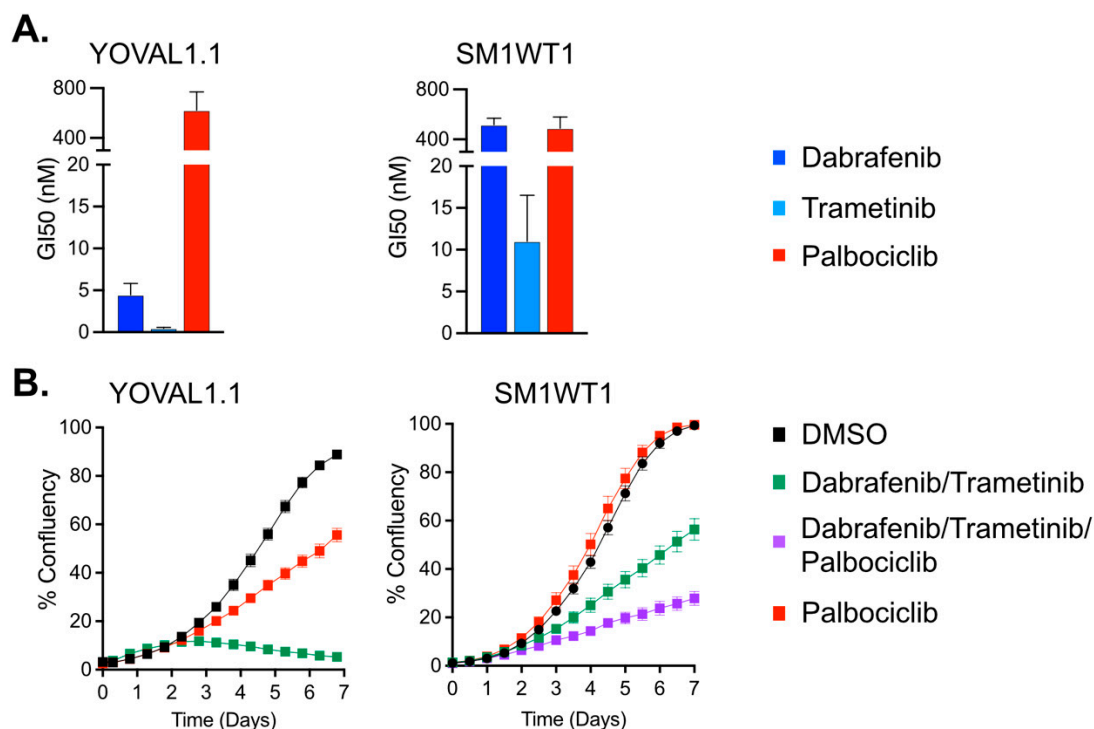 A.
YOVAL1.1
SM1WT1
GI50 (nM)
800
400
20
15
10
5
0
GI50 (nM)
800
400
20
15
10
5
0
Dabrafenib
Trametinib
Palbociclib
B.
YOVAL1.1
SM1WT1
% Confluency
100
80
60
40
20
0
0 1 2 3 4 5 6 7
Time (Days)
% Confluency
100
80
60
40
20
0
0 1 2 3 4 5 6 7
Time (Days)
DMSO
Dabrafenib/Trametinib
Dabrafenib/Trametinib/
Palbociclib
Palbociclib